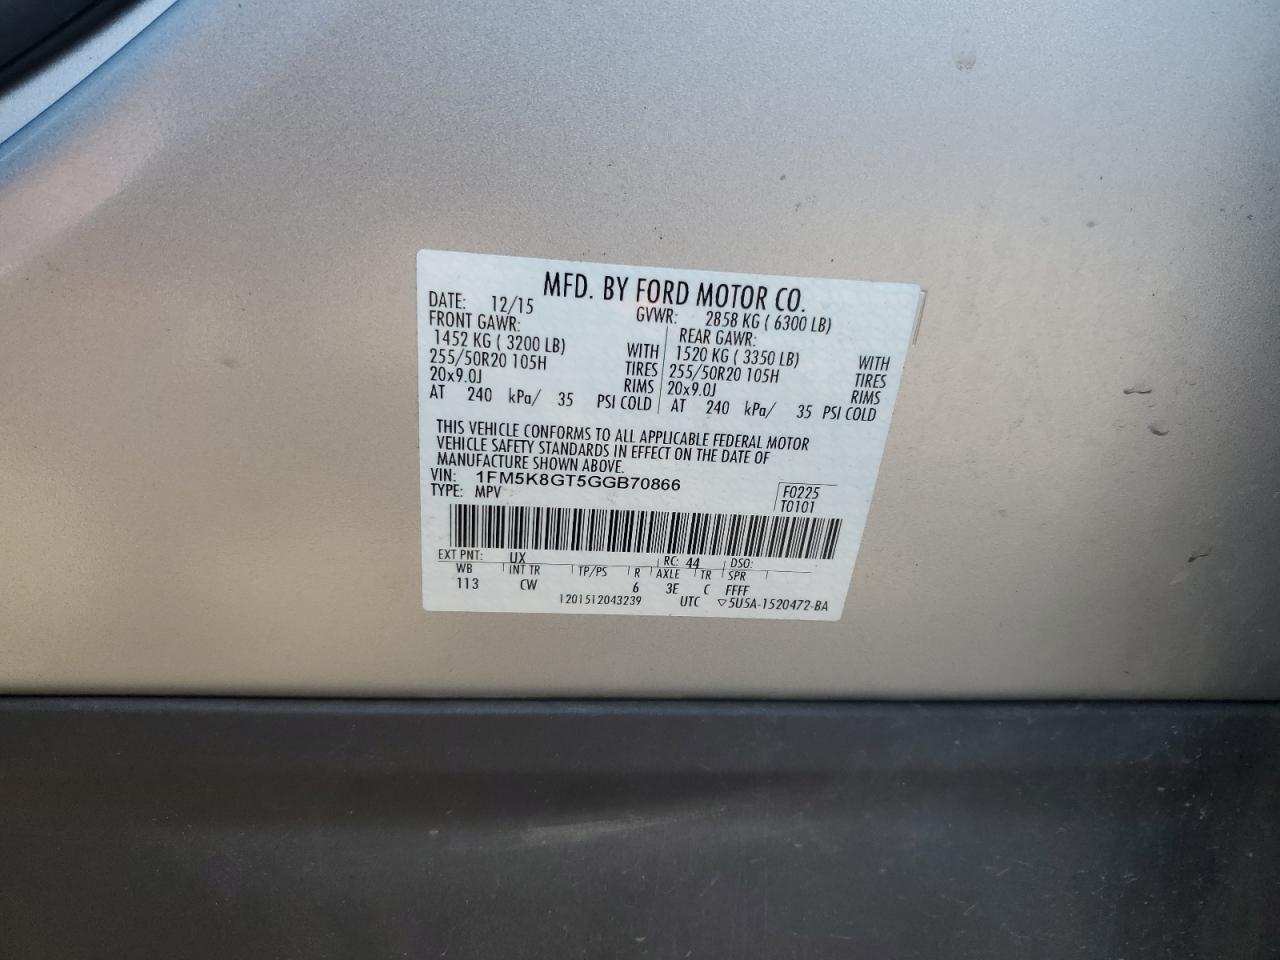 MFD. BY FORD MOTOR CO.
DATE: 12/15 GVWR: 2858 KG ( 6300 LB)
FRONT GAWR: REAR GAWR:
1452 KG ( 3200 LB) WITH 1520 KG ( 3350 LB) WITH
255/50R20 105H TIRES 255/50R20 105H TIRES
20x9.0J RIMS 20x9.0J RIMS
AT 240 kPa/ 35 PSI COLD AT 240 kPa/ 35 PSI COLD
THIS VEHICLE CONFORMS TO ALL APPLICABLE FEDERAL MOTOR
VEHICLE SAFETY STANDARDS IN EFFECT ON THE DATE OF
MANUFACTURE SHOWN ABOVE.
VIN: 1FM5K8GT5GGB70866
TYPE: MPV F0225
T0101
EXT PNT: UX RC: 44 DSO:
WB INT TR TP/PS R AXLE TR SPR
113 CW 6 3E C FFFF
1201512043239 UTC ▽5U5A-1520472-BA